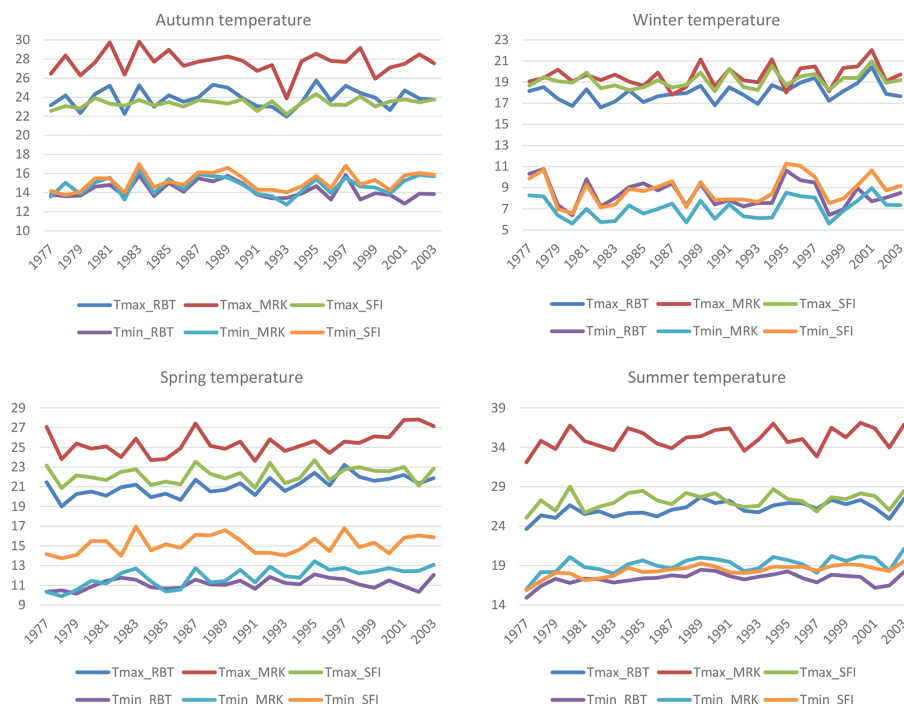 Autumn temperature
30
28
26
24
22
20
18
16
14
12
10
1977 1979 1981 1983 1985 1987 1989 1991 1993 1995 1997 1999 2001 2003
Tmax_RBT Tmax_MRK Tmax_SFI
Tmin_RBT Tmin_MRK Tmin_SFI
Winter temperature
23
21
19
17
15
13
11
9
7
5
1977 1979 1981 1983 1985 1987 1989 1991 1993 1995 1997 1999 2001 2003
Tmax_RBT Tmax_MRK Tmax_SFI
Tmin_RBT Tmin_MRK Tmin_SFI
Spring temperature
29
27
25
23
21
19
17
15
13
11
9
1977 1979 1981 1983 1985 1987 1989 1991 1993 1995 1997 1999 2001 2003
Tmax_RBT Tmax_MRK Tmax_SFI
Tmin_RBT Tmin_MRK Tmin_SFI
Summer temperature
39
34
29
24
19
14
1977 1979 1981 1983 1985 1987 1989 1991 1993 1995 1997 1999 2001 2003
Tmax_RBT Tmax_MRK Tmax_SFI
Tmin_RBT Tmin_MRK Tmin_SFI